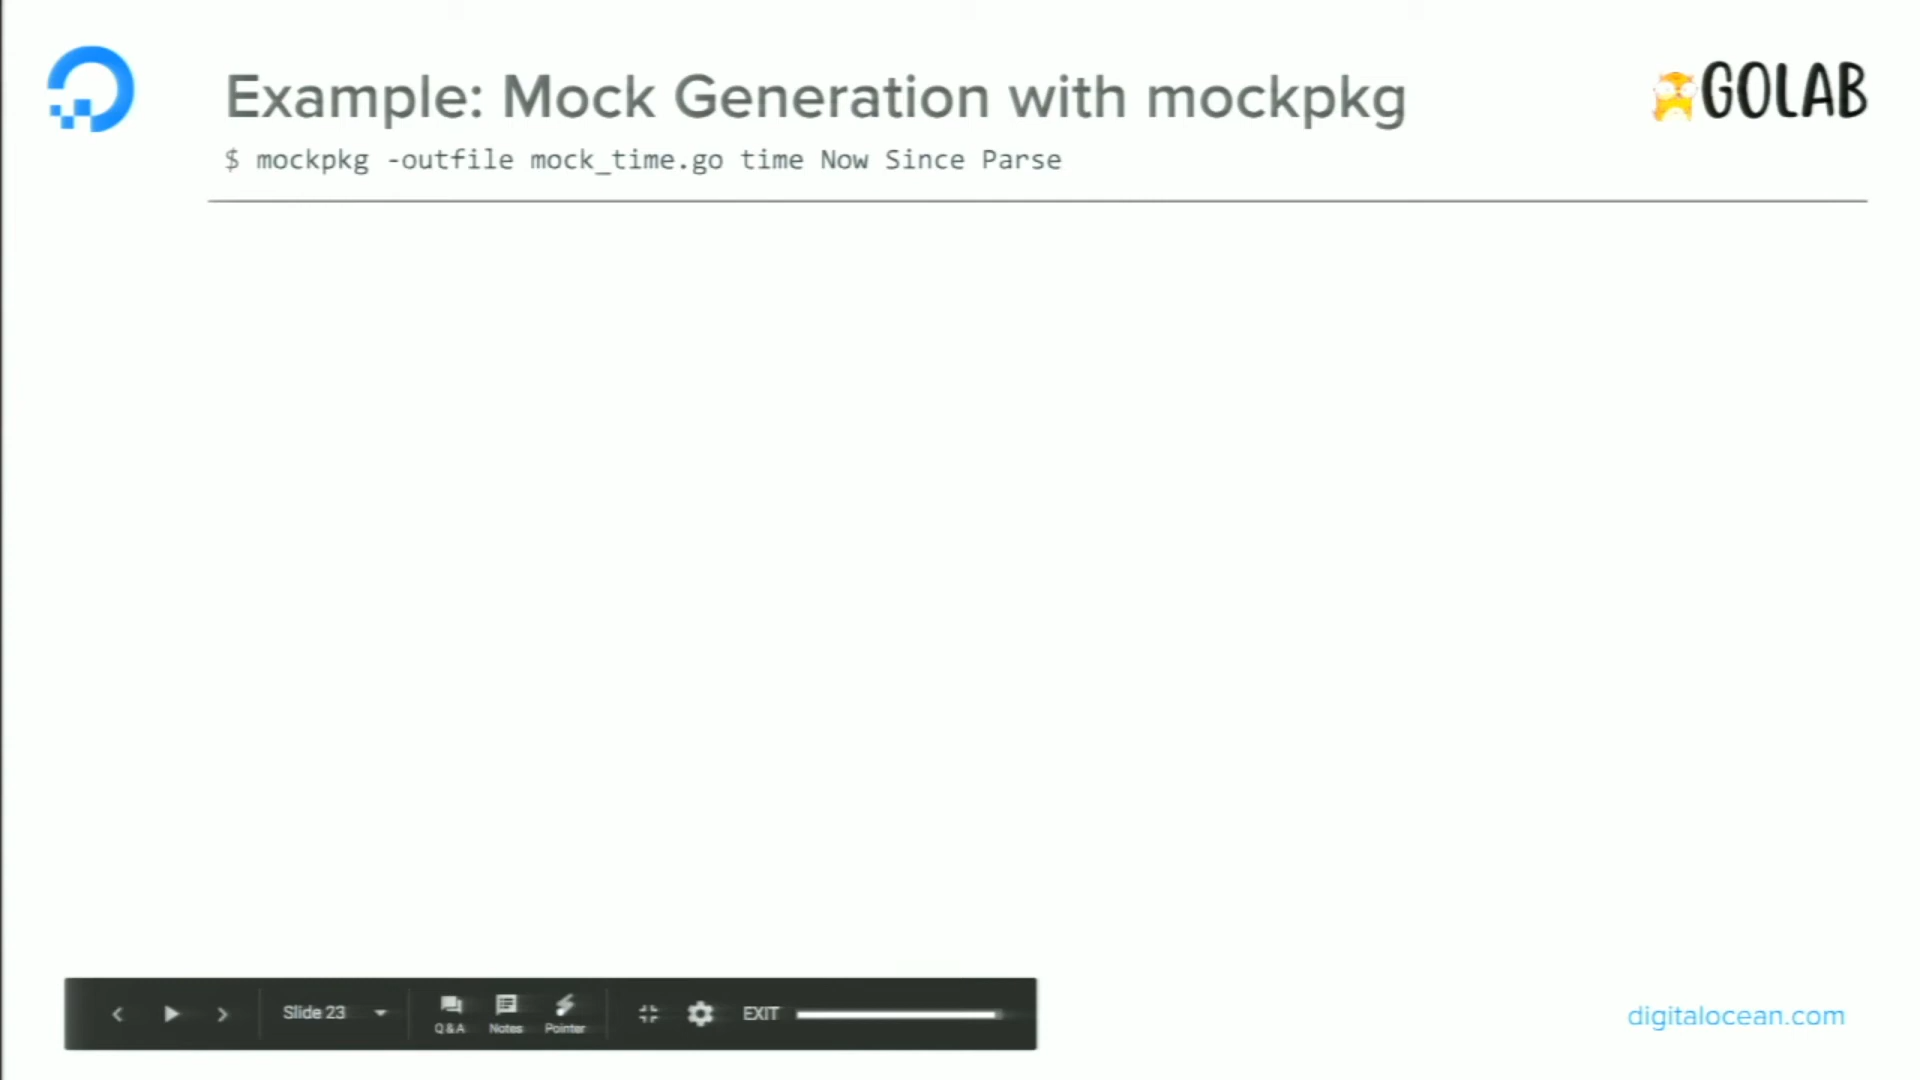 Example: Mock Generation with mockpkg
GOLAB
$ mockpkg -outfile mock_time.go time Now Since Parse
Slide 23
Q&A
Notes
Pointer
EXIT
digitalocean.com